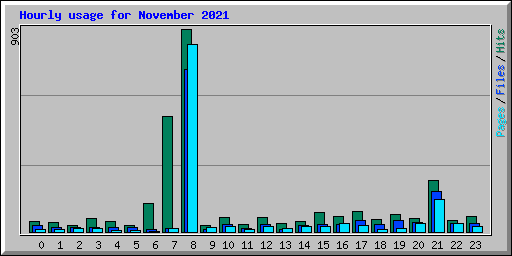 Hourly usage for November 2021
903
Pages/Files/Hits
0 1 2 3 4 5 6 7 8 9 10 11 12 13 14 15 16 17 18 19 20 21 22 23